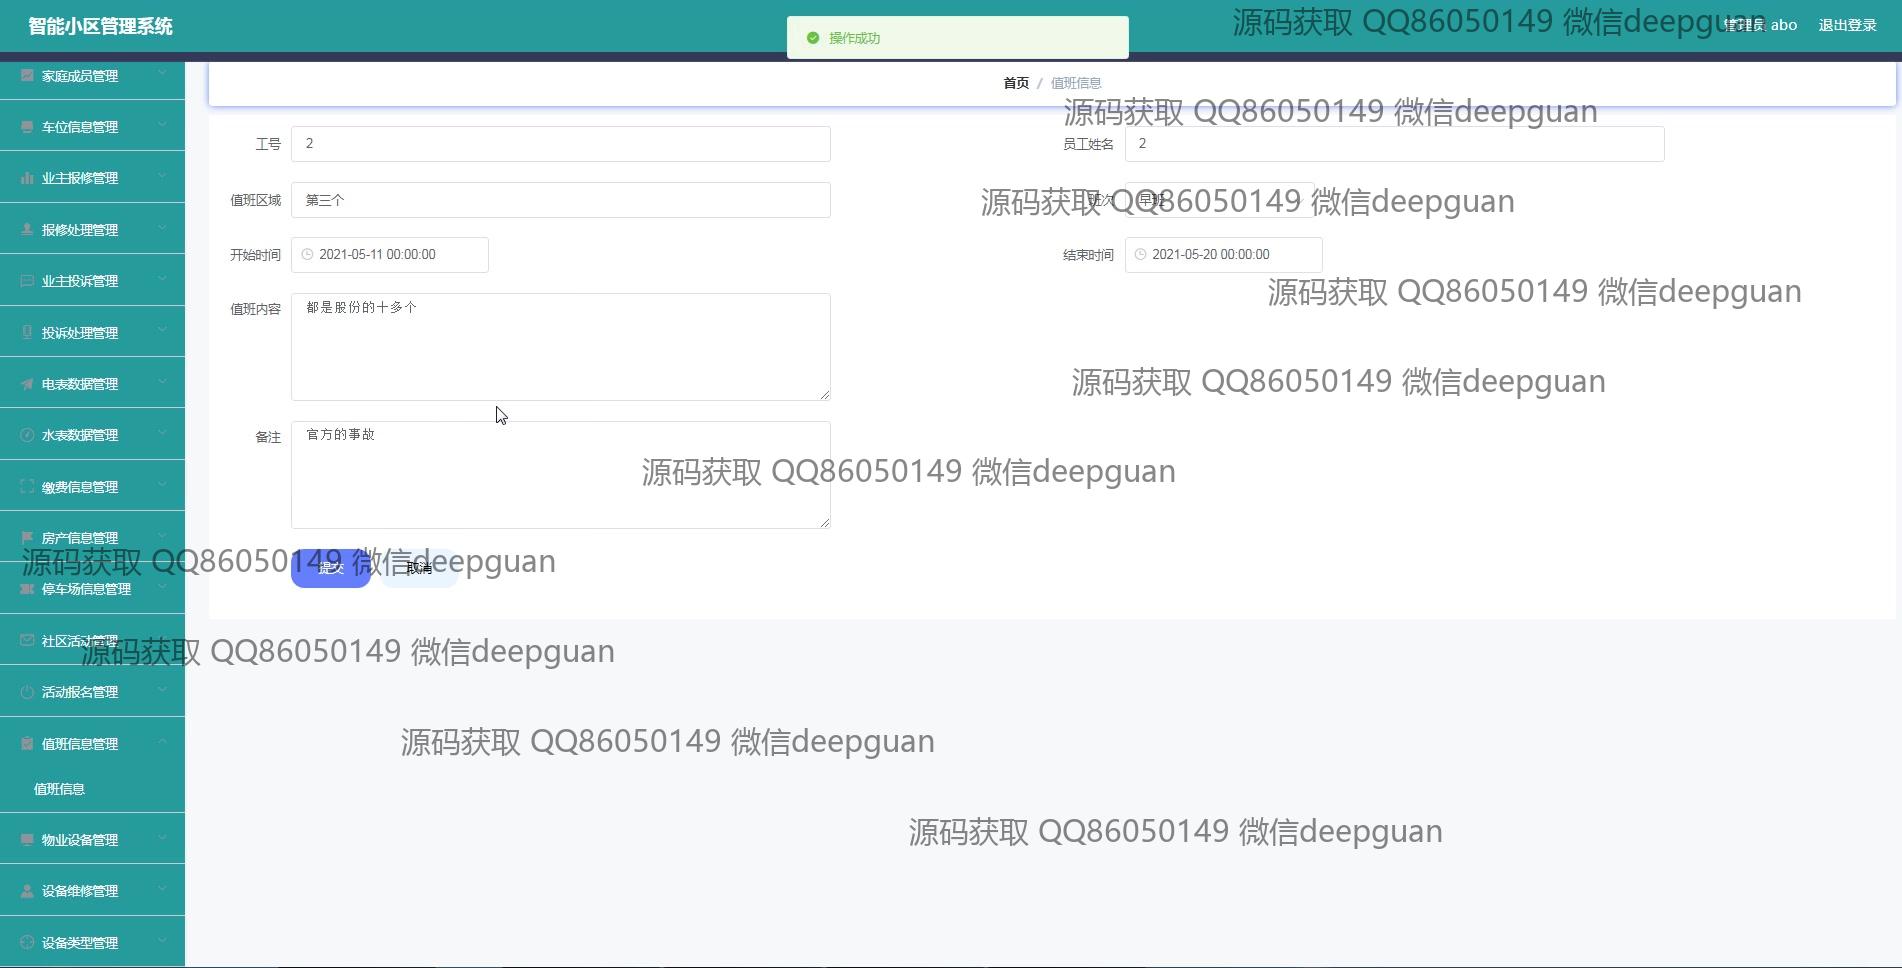 智能小区管理系统
操作成功
源码获取 QQ86050149 微信deepguan
管理员 abo
退出登录
首页 / 值班信息
源码获取 QQ86050149 微信deepguan
家庭成员管理
车位信息管理
业主报修管理
报修处理管理
业主投诉管理
投诉处理管理
电表数据管理
水表数据管理
缴费信息管理
房产信息管理
停车场信息管理
社区活动管理
活动报名管理
值班信息管理
值班信息
物业设备管理
设备维修管理
设备类型管理
工号 2
员工姓名 2
值班区域 第三个
班次 早班
源码获取 QQ86050149 微信deepguan
开始时间 2021-05-11 00:00:00
结束时间 2021-05-20 00:00:00
源码获取 QQ86050149 微信deepguan
值班内容 都是股份的十多个
源码获取 QQ86050149 微信deepguan
备注 官方的事故
源码获取 QQ86050149 微信deepguan
提交 取消
源码获取 QQ86050149 微信deepguan
源码获取 QQ86050149 微信deepguan
源码获取 QQ86050149 微信deepguan
源码获取 QQ86050149 微信deepguan